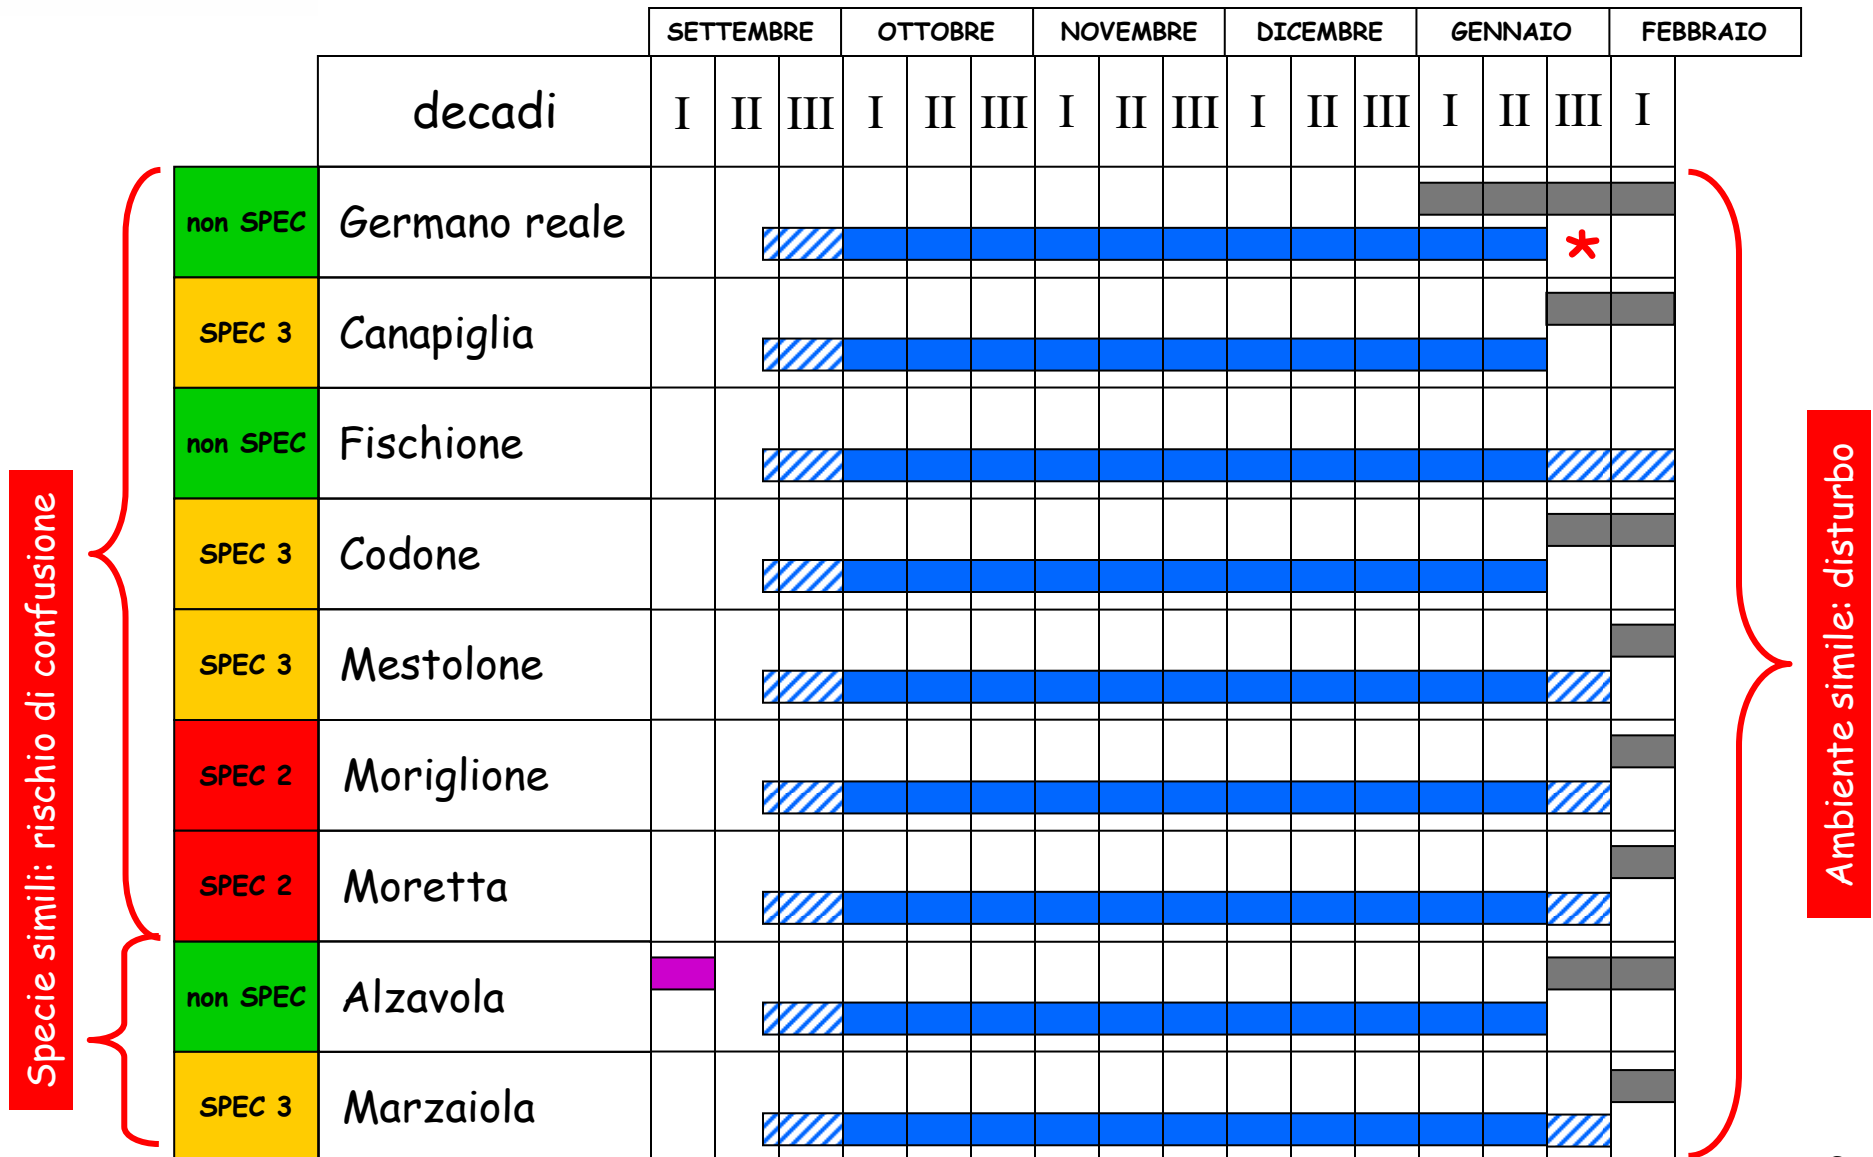 SETTEMBRE OTTOBRE NOVEMBRE DICEMBRE GENNAIO FEBBRAIO
decadi I II III I II III I II III I II III I II III I
non SPEC Germano reale *
SPEC 3 Canapiglia
non SPEC Fischione
SPEC 3 Codone
SPEC 3 Mestolone
SPEC 2 Moriglione
SPEC 2 Moretta
non SPEC Alzavola
SPEC 3 Marzaiola
Specie simili: rischio di confusione
Ambiente simile: disturbo